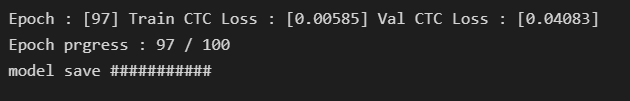 Epoch : [97] Train CTC Loss : [0.00585] Val CTC Loss : [0.04083]
Epoch prgress : 97 / 100
model save ###########